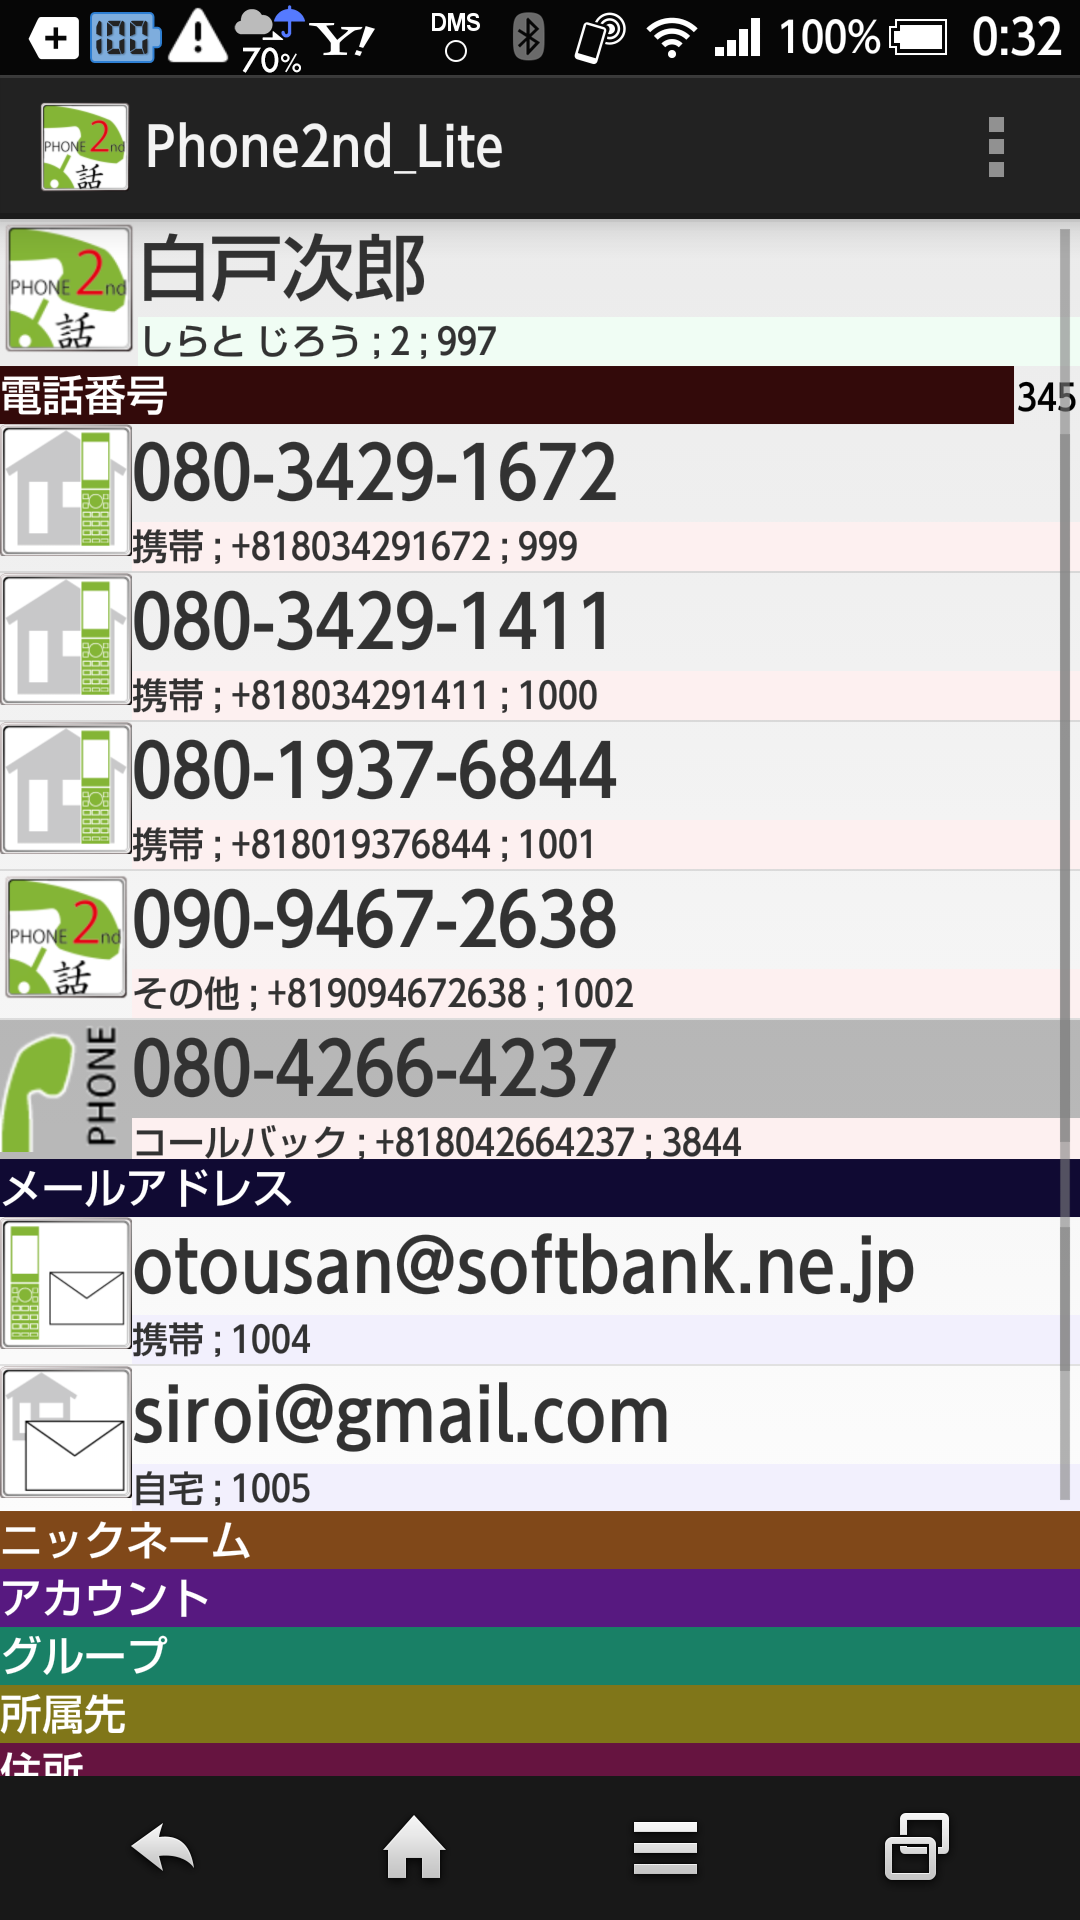 100
70%
Y!
DMS
100%
0:32
PHONE 2nd 話
Phone2nd_Lite
PHONE 2nd 話
白戸次郎
しらと じろう ; 2 ; 997
電話番号
345
080-3429-1672
携帯 ; +818034291672 ; 999
080-3429-1411
携帯 ; +818034291411 ; 1000
080-1937-6844
携帯 ; +818019376844 ; 1001
PHONE 2nd 話
090-9467-2638
その他 ; +819094672638 ; 1002
PHONE
080-4266-4237
コールバック ; +818042664237 ; 3844
メールアドレス
otousan@softbank.ne.jp
携帯 ; 1004
siroi@gmail.com
自宅 ; 1005
ニックネーム
アカウント
グループ
所属先
住所